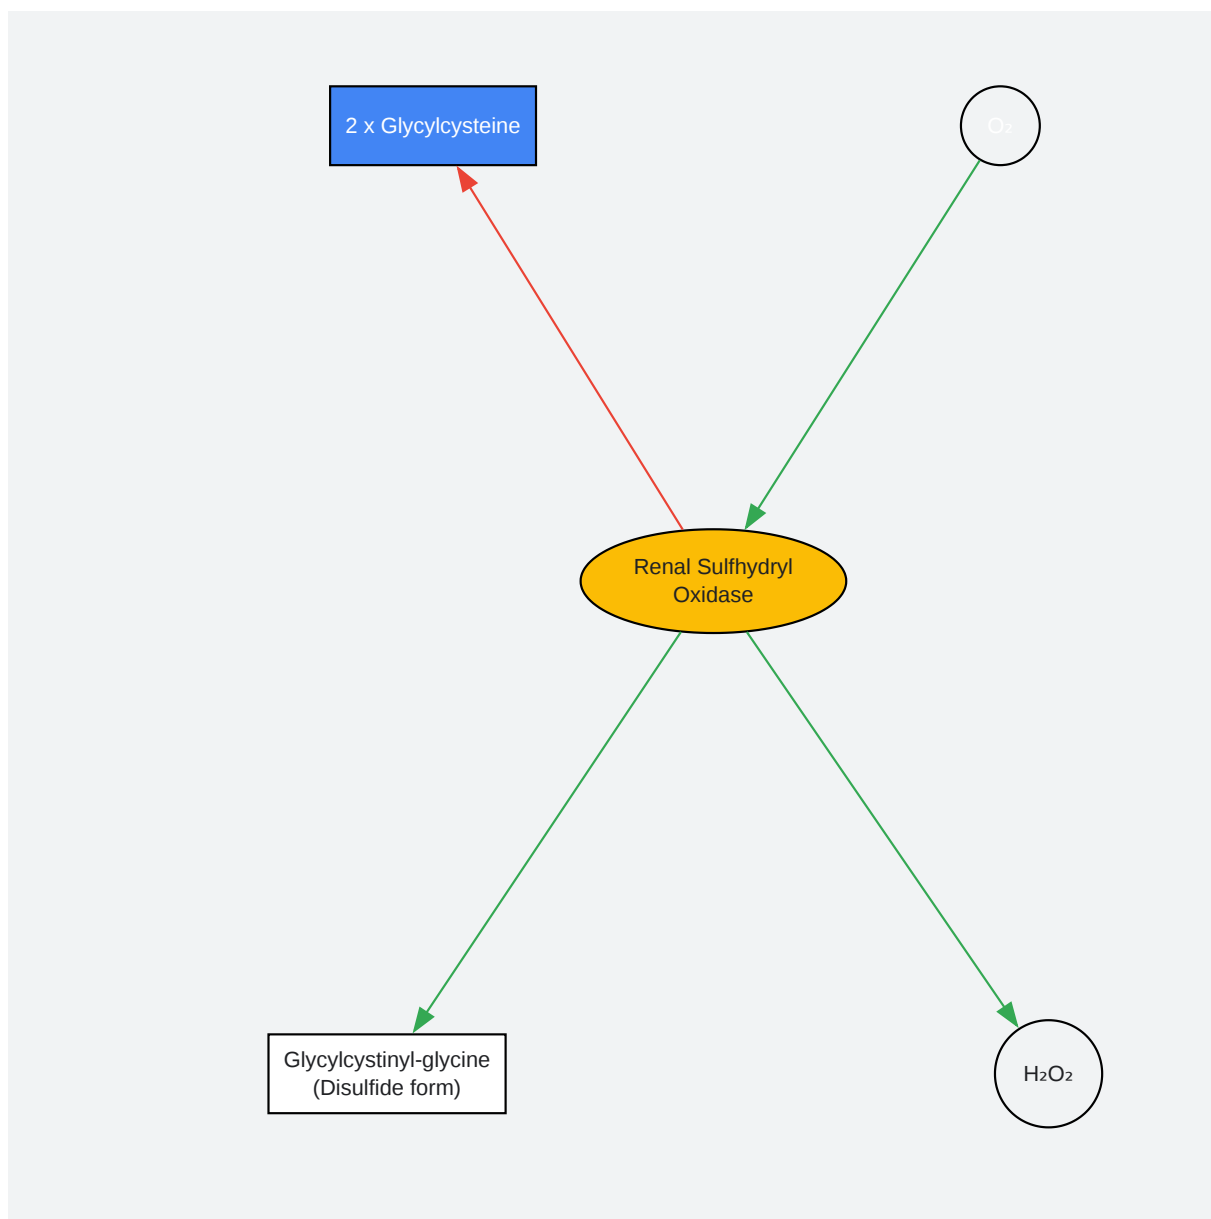 2 x Glycylcysteine
O₂
Renal Sulfhydryl
Oxidase
Glycylcystinyl-glycine
(Disulfide form)
H₂O₂